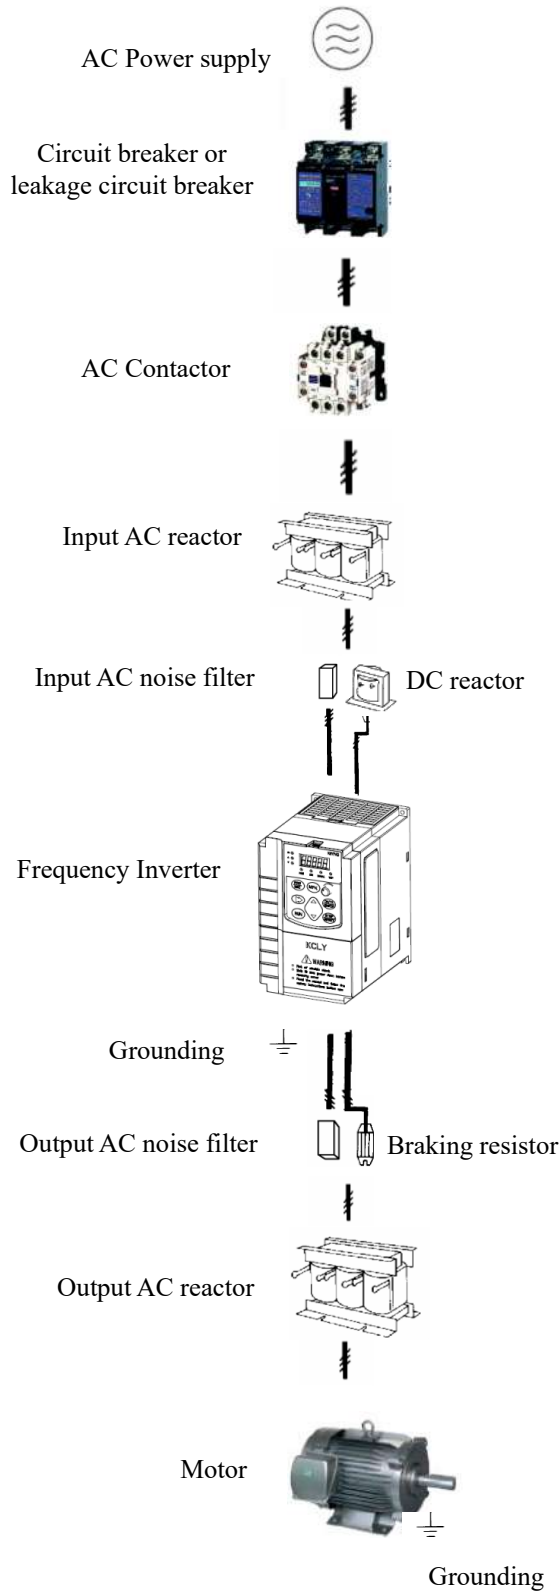 AC Power supply
Circuit breaker or
leakage circuit breaker
AC Contactor
Input AC reactor
Input AC noise filter
DC reactor
Frequency Inverter
KCLY
WARNING
Grounding
Output AC noise filter
Braking resistor
Output AC reactor
Motor
Grounding